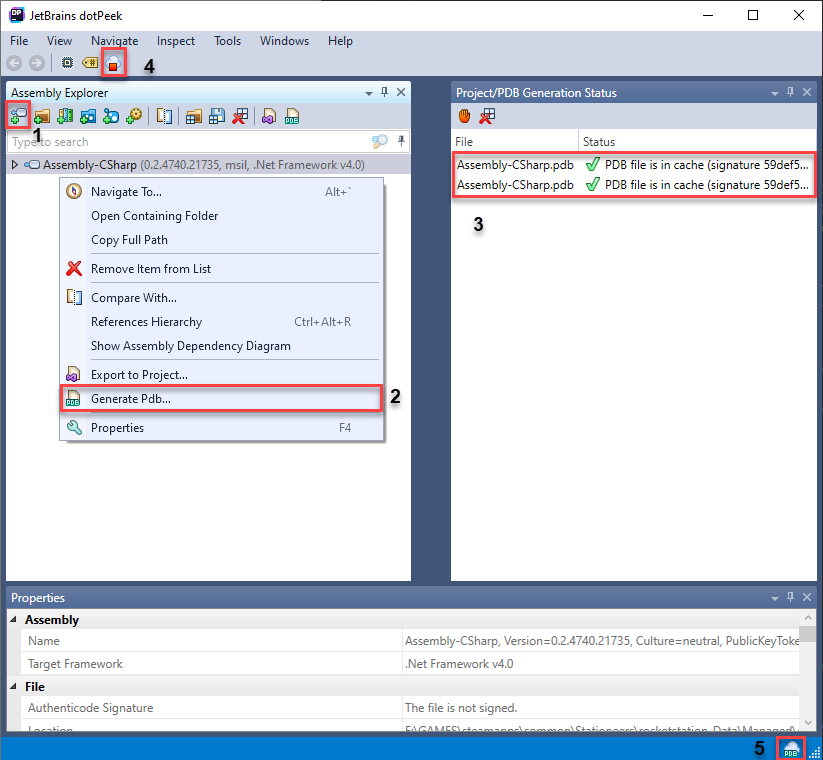 JetBrains dotPeek
File View Navigate Inspect Tools Windows Help
4
Assembly Explorer
1
Type to search
Assembly-CSharp (0.2.4740.21735, msil, .Net Framework v4.0)
Navigate To... Alt+`
Open Containing Folder
Copy Full Path
Remove Item from List
Compare With...
References Hierarchy Ctrl+Alt+R
Show Assembly Dependency Diagram
Export to Project...
Generate Pdb... 2
Properties F4
Project/PDB Generation Status
File Status
Assembly-CSharp.pdb PDB file is in cache (signature 59def5...
Assembly-CSharp.pdb PDB file is in cache (signature 59def5...
3
Properties
Assembly
Name Assembly-CSharp, Version=0.2.4740.21735, Culture=neutral, PublicKeyToke
Target Framework .Net Framework v4.0
File
Authenticode Signature The file is not signed.
Location E:\GAMES\steamapps\common\Stationeers\rocketstation_Data\Managed\
5 PDB